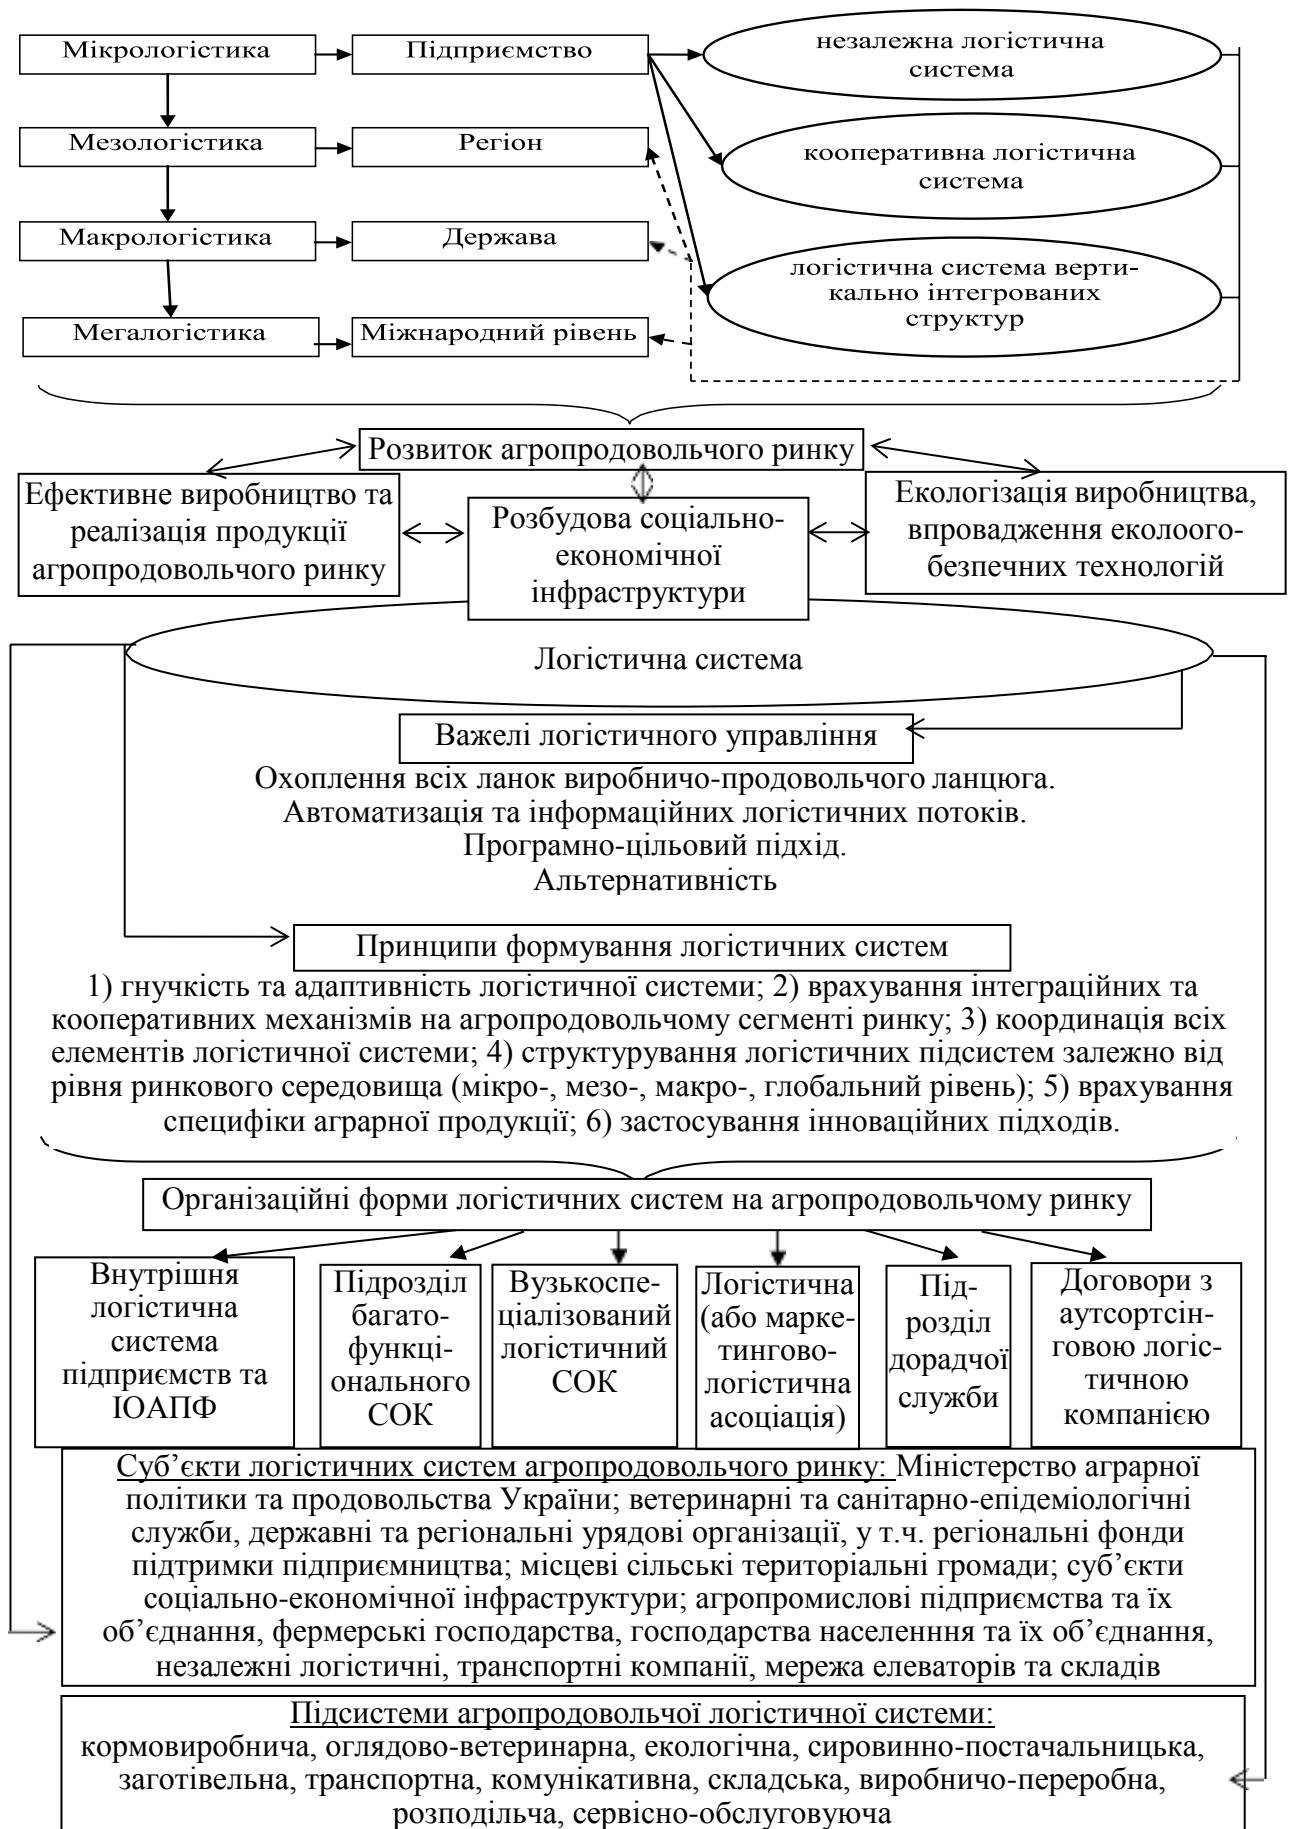 Мікрологістика
Підприємство
незалежна логістична
система
Мезологістика
Регіон
кооперативна логістична
система
Макрологістика
Держава
логістична система верти-
кально інтегрованих
структур
Мегалогістика
Міжнародний рівень
Розвиток агропродовольчого ринку
Ефективне виробництво та
реалізація продукції
агропродовольчого ринку
Розбудова соціально-
економічної
інфраструктури
Екологізація виробництва,
впровадження еколоого-
безпечних технологій
Логістична система
Важелі логістичного управління
Охоплення всіх ланок виробничо-продовольчого ланцюга.
Автоматизація та інформаційних логістичних потоків.
Програмно-цільовий підхід.
Альтернативність
Принципи формування логістичних систем
1) гнучкість та адаптивність логістичної системи; 2) врахування інтеграційних та
кооперативних механізмів на агропродовольчому сегменті ринку; 3) координація всіх
елементів логістичної системи; 4) структурування логістичних підсистем залежно від
рівня ринкового середовища (мікро-, мезо-, макро-, глобальний рівень); 5) врахування
специфіки аграрної продукції; 6) застосування інноваційних підходів.
Організаційні форми логістичних систем на агропродовольчому ринку
Внутрішня
логістична
система
підприємств та
ІОАПФ
Підрозділ
багато-
функці-
онального
СОК
Вузькоспе-
ціалізований
логістичний
СОК
Логістична
(або марке-
тингово-
логістична
асоціація)
Під-
розділ
дорадчої
служби
Договори з
аутсортсін-
говою логіс-
тичною
компанією
Суб’єкти логістичних систем агропродовольчого ринку: Міністерство аграрної
політики та продовольства України; ветеринарні та санітарно-епідеміологічні
служби, державні та регіональні урядові організації, у т.ч. регіональні фонди
підтримки підприємництва; місцеві сільські територіальні громади; суб’єкти
соціально-економічної інфраструктури; агропромислові підприємства та їх
об’єднання, фермерські господарства, господарства населенння та їх об’єднання,
незалежні логістичні, транспортні компанії, мережа елеваторів та складів
Підсистеми агропродовольчої логістичної системи:
кормовиробнича, оглядово-ветеринарна, екологічна, сировинно-постачальницька,
заготівельна, транспортна, комунікативна, складська, виробничо-переробна,
розподільча, сервісно-обслуговуюча